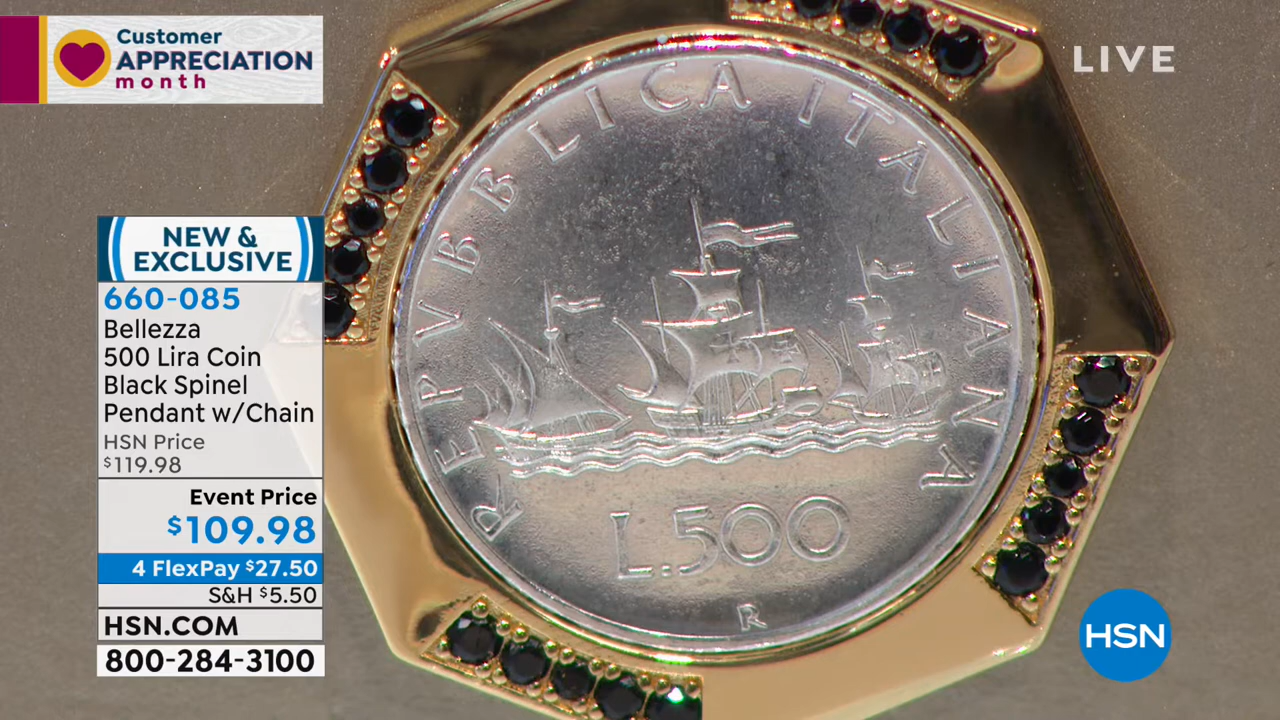 Customer
APPRECIATION
month
LIVE
NEW &
EXCLUSIVE
660-085
Bellezza
500 Lira Coin
Black Spinel
Pendant w/Chain
HSN Price
$119.98
Event Price
$109.98
4 FlexPay $27.50
S&H $5.50
HSN.COM
800-284-3100
REPVBBLICA ITALIANA
L.500
R
HSN